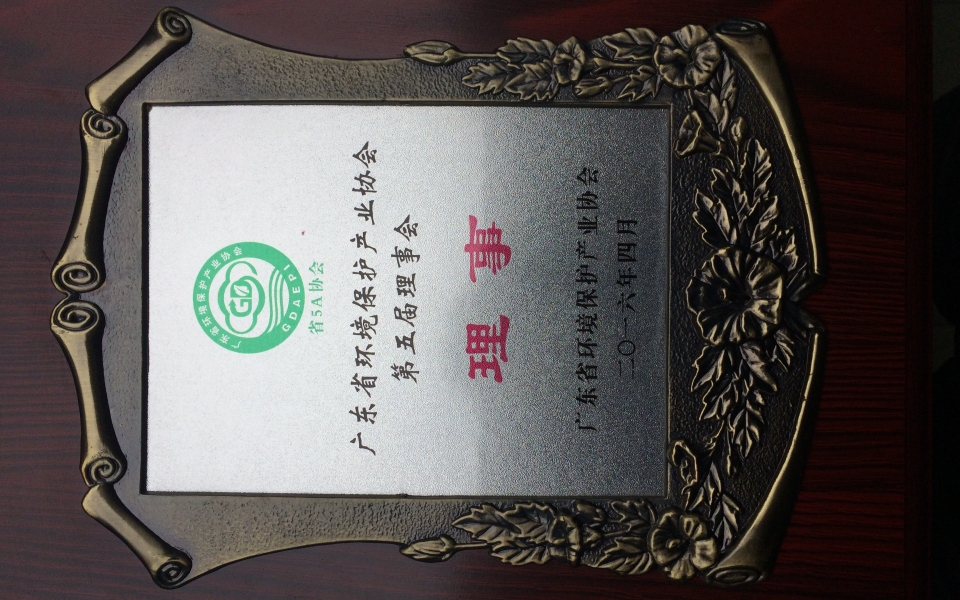 广东省环境保护产业协会
GDAEPI
省5A协会
广东省环境保护产业协会
第五届理事会
理事
广东省环境保护产业协会
二〇一六年四月